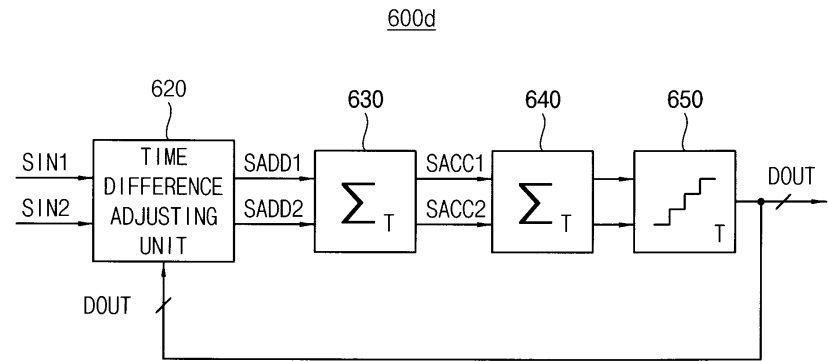 600d
620
630
640
650
SIN1
SIN2
TIME
DIFFERENCE
ADJUSTING
UNIT
SADD1
SADD2
Σ T
SACC1
SACC2
Σ T
T
DOUT
DOUT